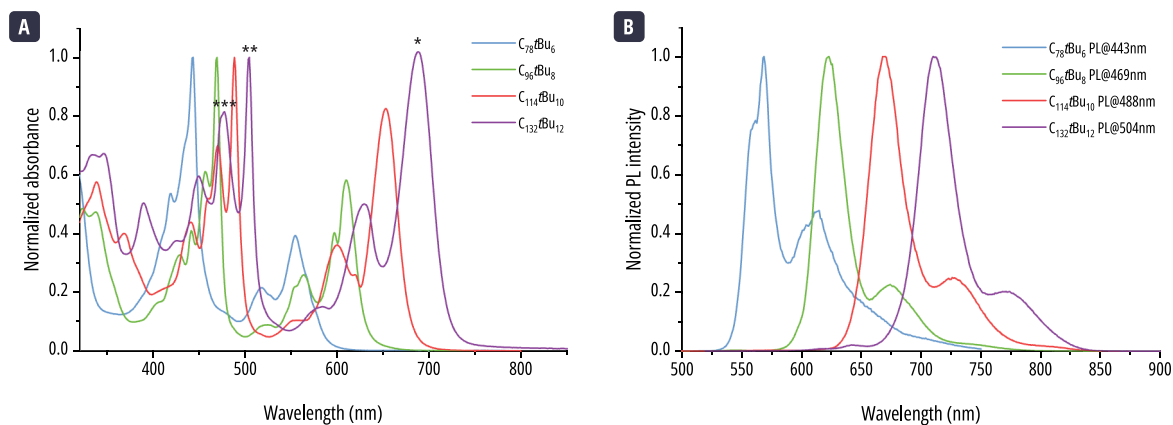 A
Normalized absorbance
1.0
0.8
0.6
0.4
0.2
0.0
400
500
600
700
800
Wavelength (nm)
***
**
*
C₇₈tBu₆
C₉₆tBu₈
C₁₁₄tBu₁₀
C₁₃₂tBu₁₂
B
Normalized PL intensity
1.0
0.8
0.6
0.4
0.2
0.0
500
550
600
650
700
750
800
850
900
Wavelength (nm)
C₇₈tBu₆ PL@443nm
C₉₆tBu₈ PL@469nm
C₁₁₄tBu₁₀ PL@488nm
C₁₃₂tBu₁₂ PL@504nm